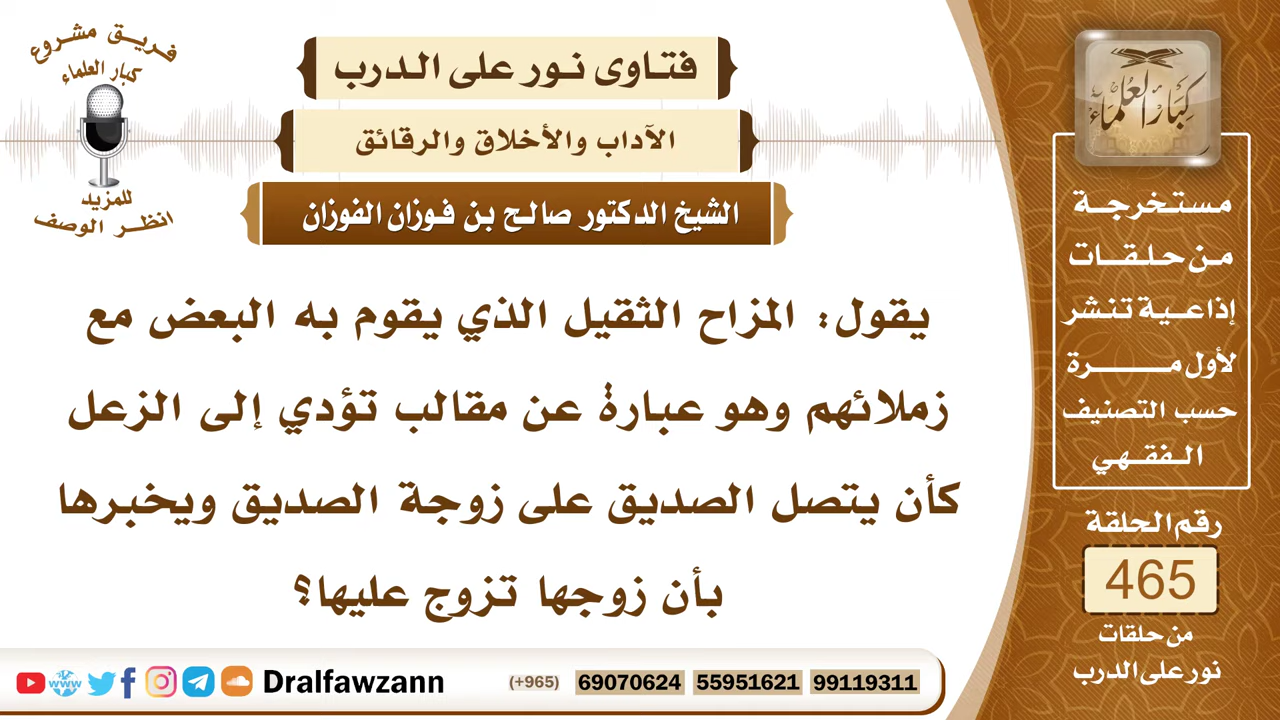 فريق مشروع
كبار العلماء
للمزيد
انظر الوصف
فتاوى نور على الدرب
الآداب والأخلاق والرقائق
الشيخ الدكتور صالح بن فوزان الفوزان
يقول: المزاح الثقيل الذي يقوم به البعض مع
زملائهم وهو عبارةٌ عن مقالب تؤدي إلى الزعل
كأن يتصل الصديق على زوجة الصديق ويخبرها
بأن زوجها تزوج عليها؟
كبار العلماء
مستخرجة
من حلقات
إذاعية تنشر
لأول مرة
حسب التصنيف
الفقهي
رقم الحلقة
465
من حلقات
نور على الدرب
www Dralfawzann (+965) 69070624 55951621 99119311